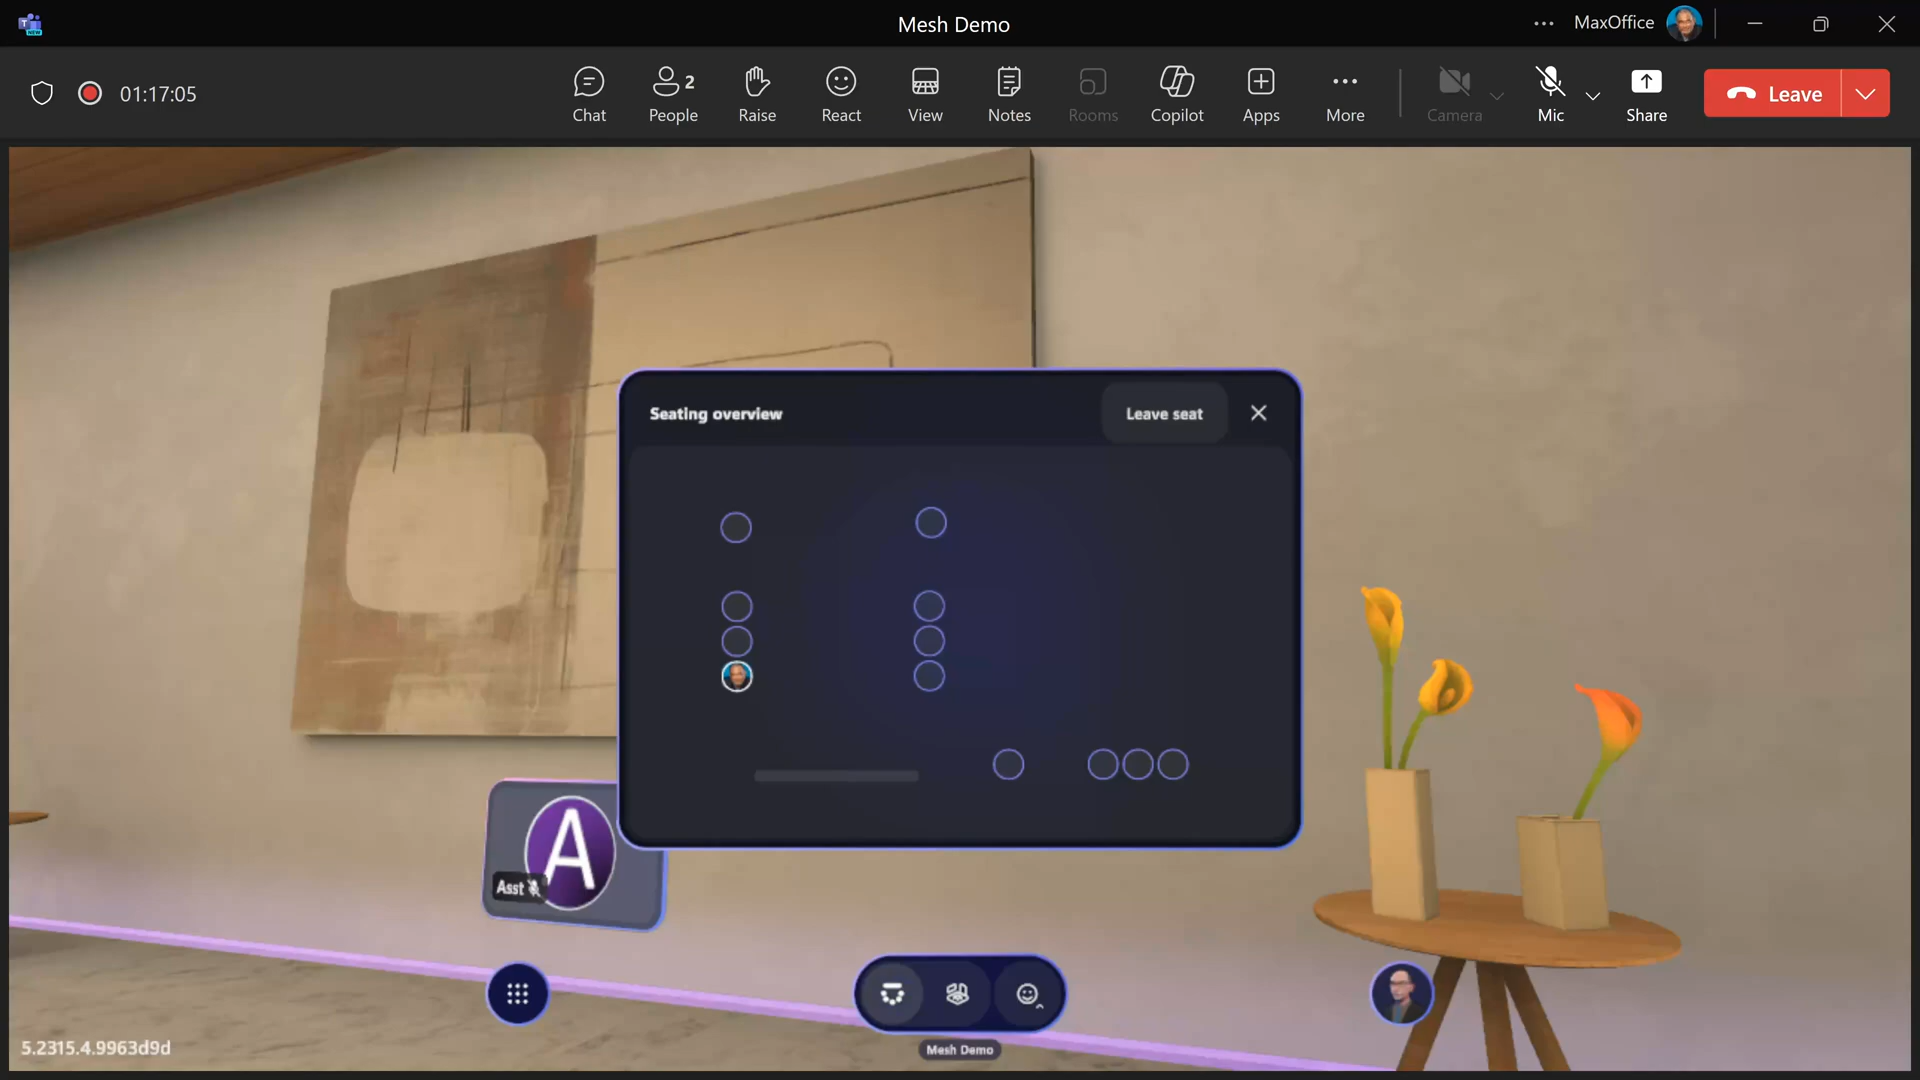 Mesh Demo
MaxOffice
01:17:05
2
Chat
People
Raise
React
View
Notes
Rooms
Copilot
Apps
More
Camera
Mic
Share
Leave
Seating overview
Leave seat
A
Asst
5.2315.4.9963d9d
Mesh Demo